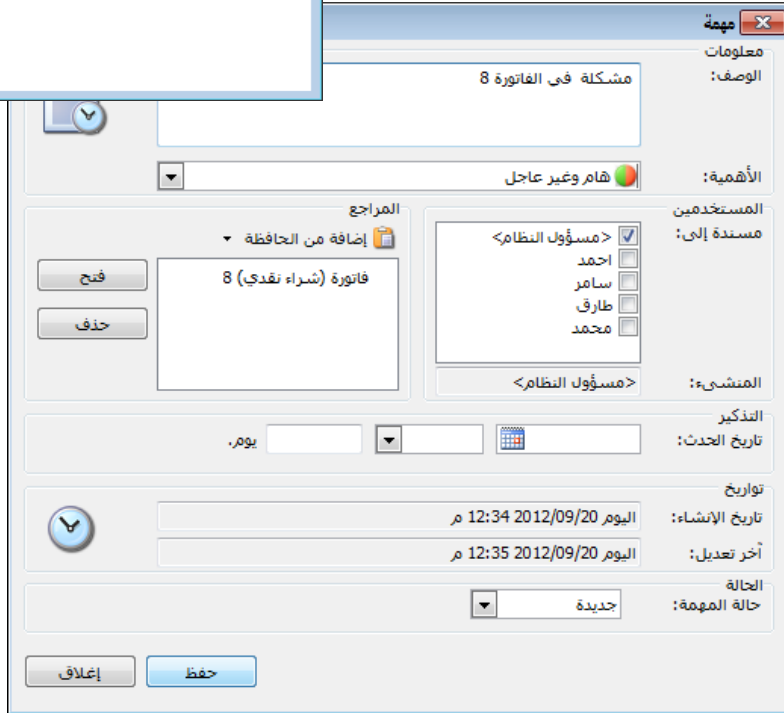 مهمة
معلومات
الوصف:
مشكلة في الفاتورة 8
الأهمية:
هام وغير عاجل
المستخدمين
مسندة إلى:
<مسؤول النظام>
احمد
سامر
طارق
محمد
المنشىء:
<مسؤول النظام>
المراجع
إضافة من الحافظة
فاتورة (شراء نقدي) 8
فتح
حذف
التذكير
تاريخ الحدث:
يوم.
تواريخ
تاريخ الإنشاء:
اليوم 2012/09/20 12:34 م
آخر تعديل:
اليوم 2012/09/20 12:35 م
الحالة
حالة المهمة:
جديدة
حفظ
إغلاق